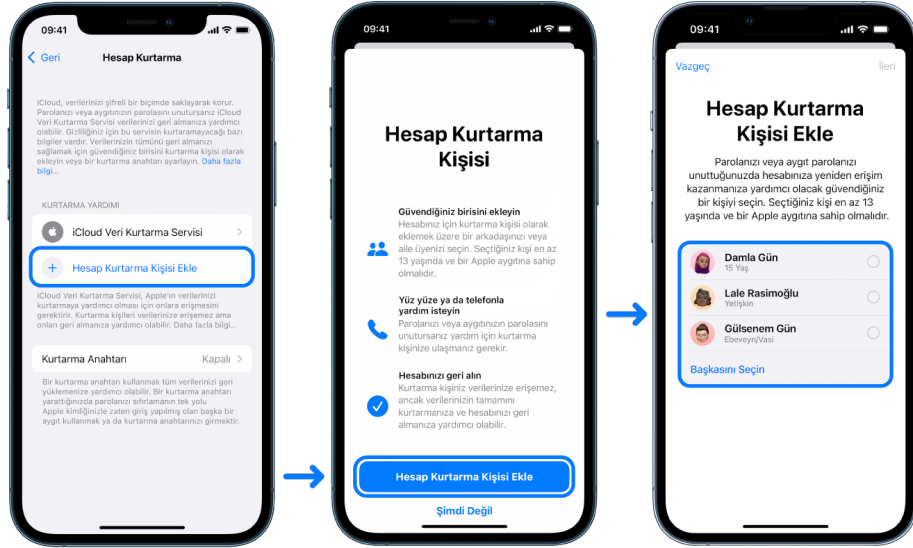 09:41
Geri
Hesap Kurtarma
iCloud, verilerinizi şifreli bir biçimde saklayarak korur.
Parolanızı veya aygıtınızın parolasını unutursanız iCloud
Veri Kurtarma Servisi verilerinizi geri almanıza yardımcı
olabilir. Gizliliğiniz için bu servisin kurtaramayacağı bazı
bilgiler vardır. Verilerinizin tümünü geri almanızı
sağlamak için güvendiğiniz birisini kurtarma kişisi olarak
ekleyin veya bir kurtarma anahtarı ayarlayın. Daha fazla
bilgi...
KURTARMA YARDIMI
iCloud Veri Kurtarma Servisi
Hesap Kurtarma Kişisi Ekle
iCloud Veri Kurtarma Servisi, Apple'ın verilerinizi
kurtarmaya yardımcı olması için onlara erişmesini
gerektirir. Kurtarma kişileri verilerinize erişemez ama
onları geri almanıza yardımcı olabilir. Daha fazla bilgi...
Kurtarma Anahtarı
Kapalı
Bir kurtarma anahtarı kullanmak tüm verilerinizi geri
yüklemenize yardımcı olabilir. Bir kurtarma anahtarı
yarattığınızda parolanızı sıfırlamanın tek yolu
Apple kimliğinizle zaten giriş yapılmış olan başka bir
aygıt kullanmak ya da kurtarma anahtarınızı girmektir.
09:41
Hesap Kurtarma
Kişisi
Güvendiğiniz birisini ekleyin
Hesabınız için kurtarma kişisi olarak
eklemek üzere bir arkadaşınızı veya
aile üyenizi seçin. Seçtiğiniz kişi en az
13 yaşında ve bir Apple aygıtına sahip
olmalıdır.
Yüz yüze ya da telefonla
yardım isteyin
Parolanızı veya aygıtınızın parolasını
unutursanız yardım için kurtarma
kişinize ulaşmanız gerekir.
Hesabınızı geri alın
Kurtarma kişiniz verilerinize erişemez,
ancak verilerinizin tamamını
kurtarmanıza ve hesabınızı geri
almanıza yardımcı olabilir.
Hesap Kurtarma Kişisi Ekle
Şimdi Değil
09:41
Vazgeç
İleri
Hesap Kurtarma
Kişisi Ekle
Parolanızı veya aygıt parolanızı
unuttuğunuzda hesabınıza yeniden erişim
kazanmanıza yardımcı olacak güvendiğiniz
bir kişiyi seçin. Seçtiğiniz kişi en az 13
yaşında ve bir Apple aygıtına sahip olmalıdır.
Damla Gün
15 Yaş
Lale Rasimoğlu
Yetişkin
Gülsenem Gün
Ebeveyn/Vasi
Başkasını Seçin